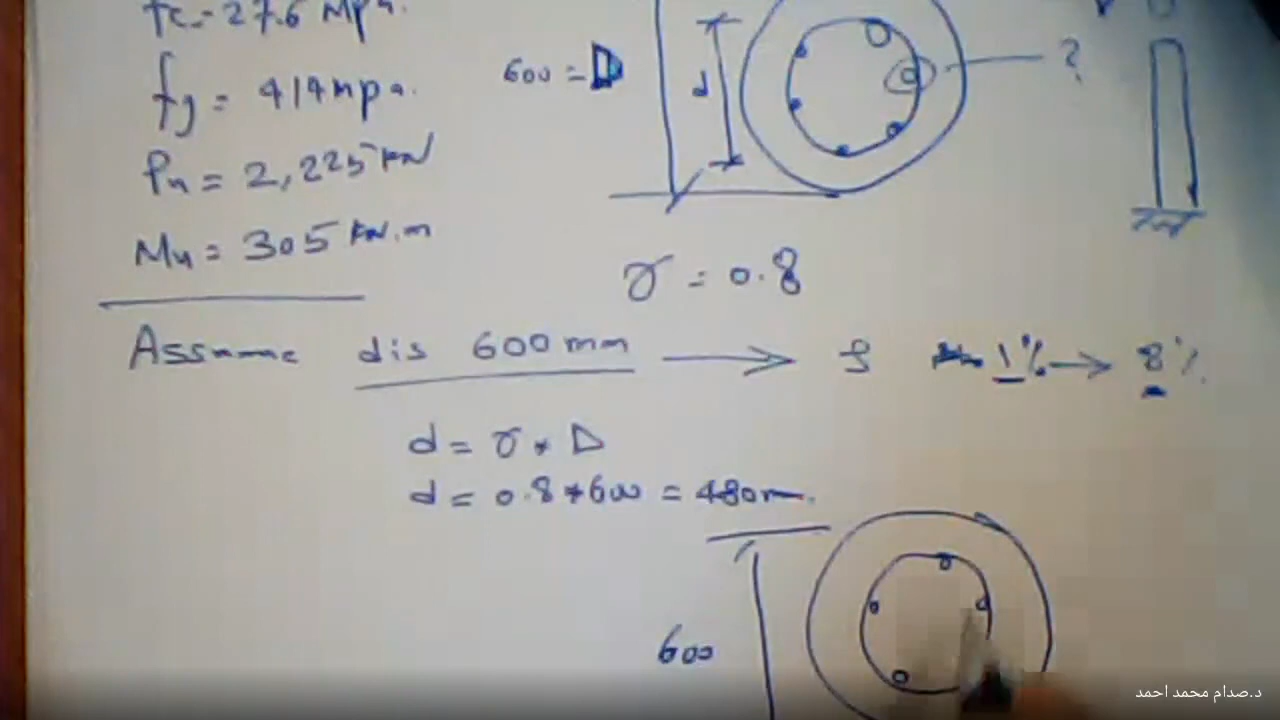 fc = 27.6 Mpa.
fy = 414 mpa.
Pu = 2,225 kN
Mu = 305 kN.m
600 = D
d
?
γ = 0.8
Assume dis 600 mm → ρ 1% → 8%
d = γ * D
d = 0.8 * 600 = 480 m.
600
د.صدام محمد احمد